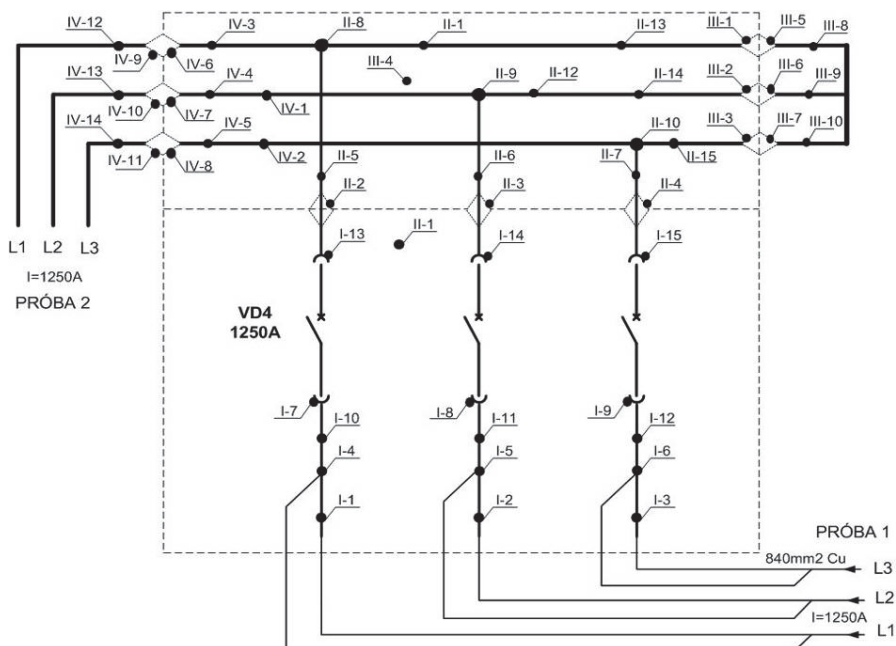 IV-12 IV-3 II-8 II-1 II-13 III-1 III-5 III-8
IV-9 IV-6
IV-13 IV-4 III-4 II-9 II-12 II-14 III-2 III-6 III-9
IV-10 IV-7 IV-1
IV-14 IV-5 II-10 III-3 III-7 III-10
IV-11 IV-8 IV-2 II-5 II-6 II-7 II-15
II-2 II-3 II-4
L1 L2 L3 I-13 II-1 I-14 I-15
I=1250A
PRÓBA 2
VD4
1250A
I-7 I-8 I-9
I-10 I-11 I-12
I-4 I-5 I-6
I-1 I-2 I-3
PRÓBA 1
840mm2 Cu L3
L2
I=1250A
L1